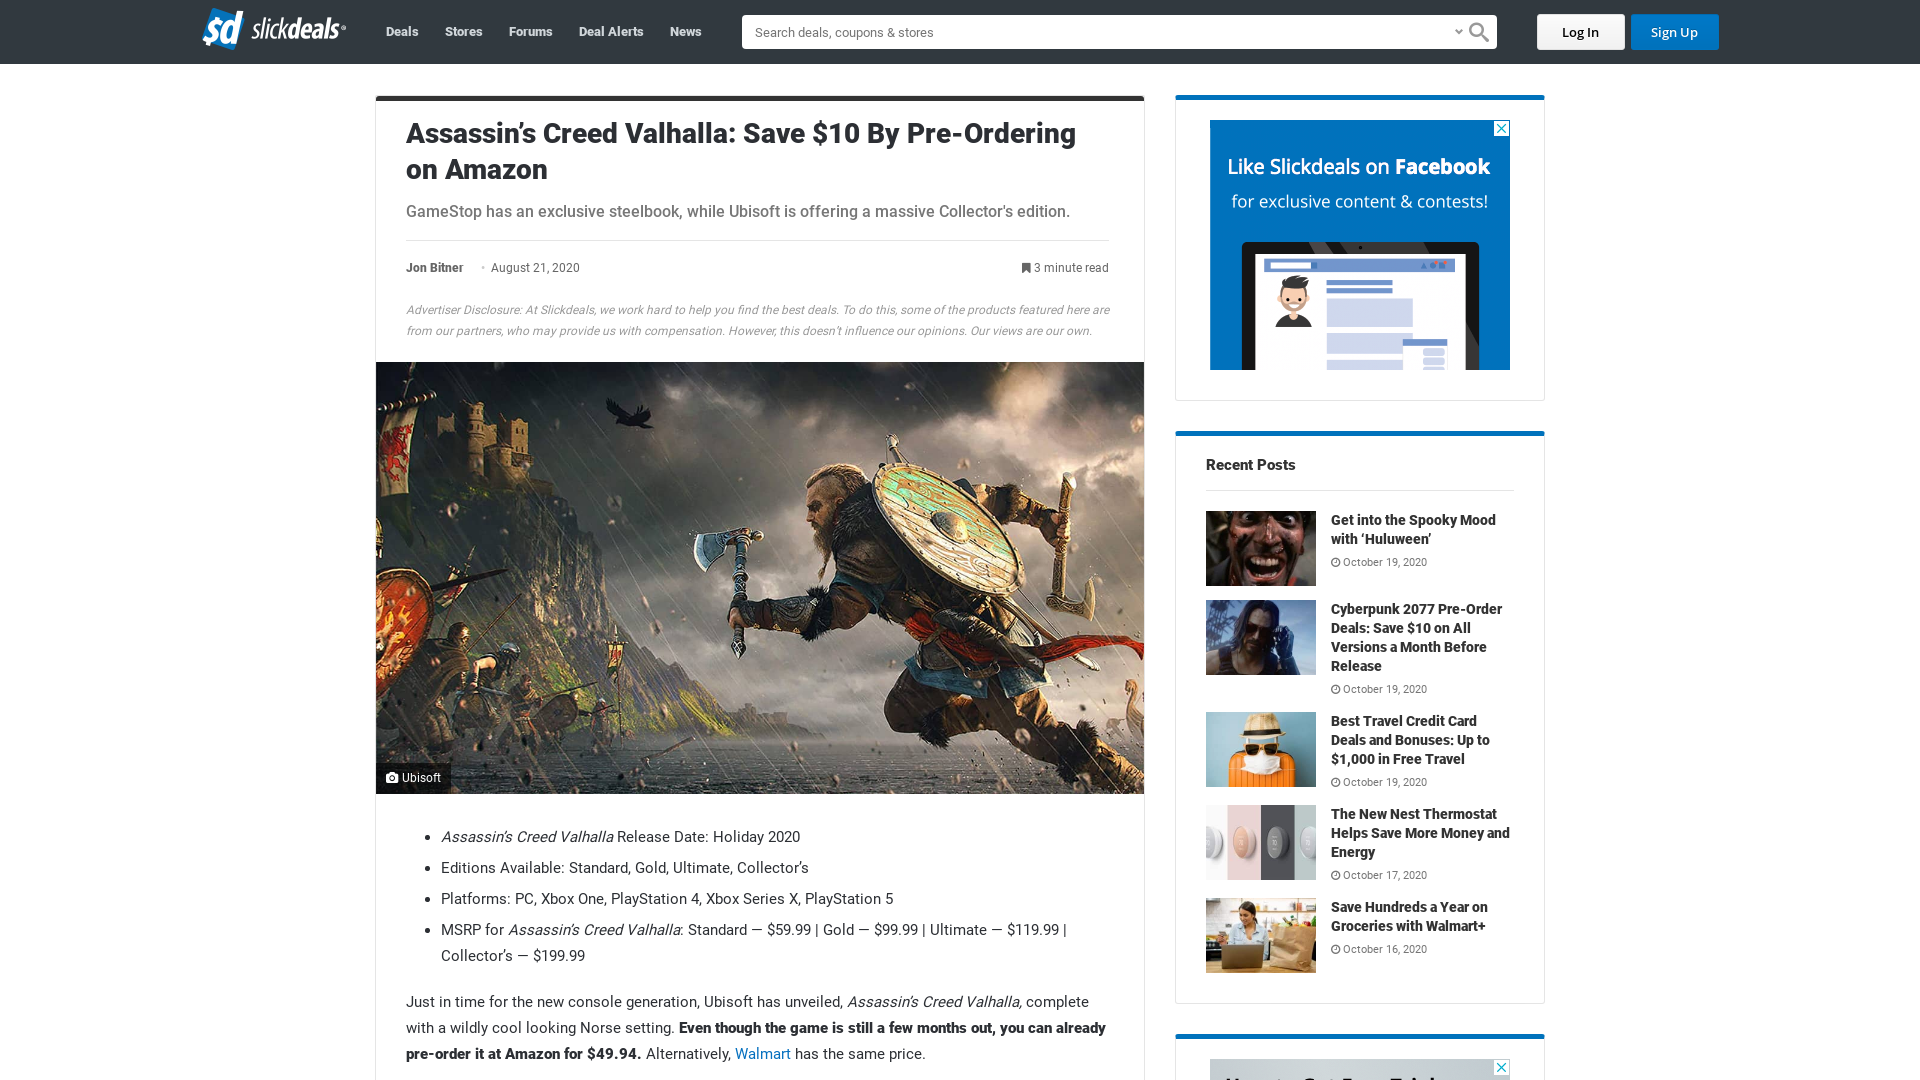 slickdeals
Deals
Stores
Forums
Deal Alerts
News
Search deals, coupons & stores
Log In
Sign Up
Assassin’s Creed Valhalla: Save $10 By Pre-Ordering
on Amazon
GameStop has an exclusive steelbook, while Ubisoft is offering a massive Collector's edition.
Jon Bitner • August 21, 2020
3 minute read
Advertiser Disclosure: At Slickdeals, we work hard to help you find the best deals. To do this, some of the products featured here are
from our partners, who may provide us with compensation. However, this doesn’t influence our opinions. Our views are our own.
Ubisoft
• Assassin’s Creed Valhalla Release Date: Holiday 2020
• Editions Available: Standard, Gold, Ultimate, Collector’s
• Platforms: PC, Xbox One, PlayStation 4, Xbox Series X, PlayStation 5
• MSRP for Assassin’s Creed Valhalla: Standard — $59.99 | Gold — $99.99 | Ultimate — $119.99 |
Collector’s — $199.99
Just in time for the new console generation, Ubisoft has unveiled, Assassin’s Creed Valhalla, complete
with a wildly cool looking Norse setting. Even though the game is still a few months out, you can already
pre-order it at Amazon for $49.94. Alternatively, Walmart has the same price.
Like Slickdeals on Facebook
for exclusive content & contests!
Recent Posts
Get into the Spooky Mood
with ‘Huluween’
October 19, 2020
Cyberpunk 2077 Pre-Order
Deals: Save $10 on All
Versions a Month Before
Release
October 19, 2020
Best Travel Credit Card
Deals and Bonuses: Up to
$1,000 in Free Travel
October 19, 2020
The New Nest Thermostat
Helps Save More Money and
Energy
October 17, 2020
Save Hundreds a Year on
Groceries with Walmart+
October 16, 2020